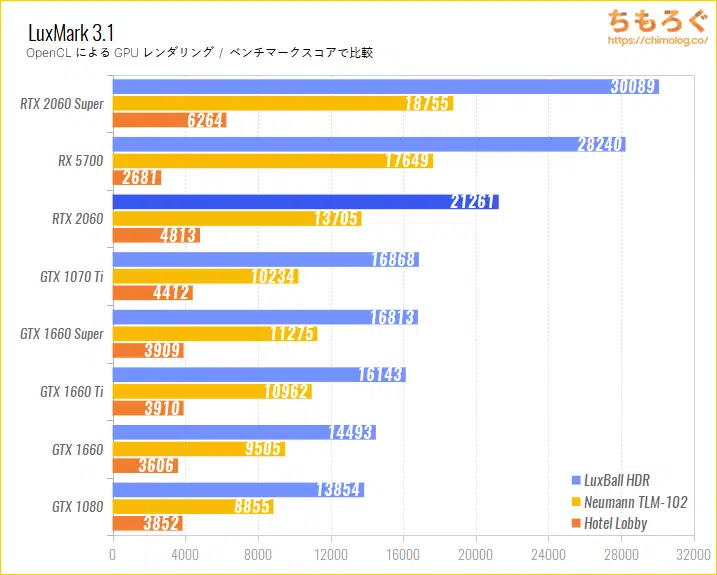 LuxMark 3.1
OpenCL による GPU レンダリング / ベンチマークスコアで比較
ちもろぐ
https://chimolog.co/
RTX 2060 Super
30089
18755
6264
RX 5700
28240
17649
2681
RTX 2060
21261
13705
4813
GTX 1070 Ti
16868
10234
4412
GTX 1660 Super
16813
11275
3909
GTX 1660 Ti
16143
10962
3910
GTX 1660
14493
9505
3606
GTX 1080
13854
8855
3852
LuxBall HDR
Neumann TLM-102
Hotel Lobby
0 4000 8000 12000 16000 20000 24000 28000 32000